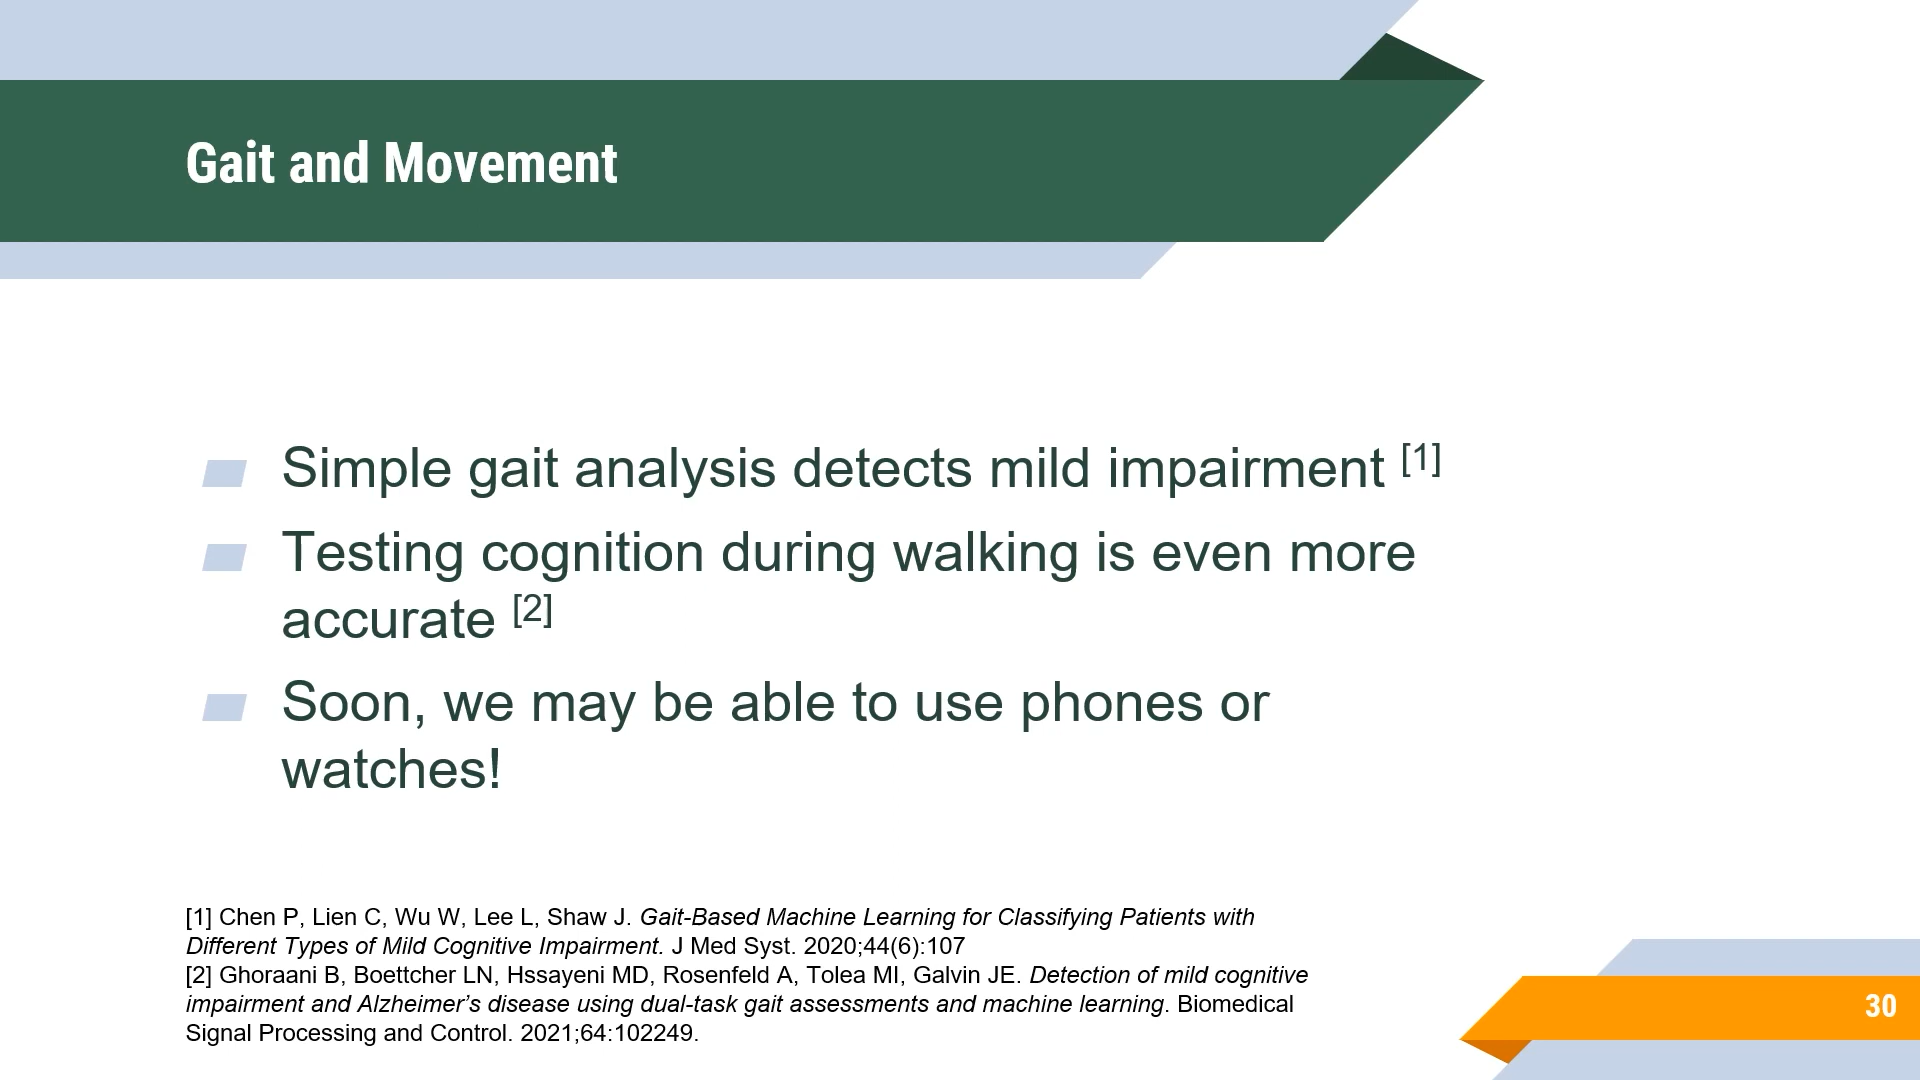 Gait and Movement
Simple gait analysis detects mild impairment [1]
Testing cognition during walking is even more
accurate [2]
Soon, we may be able to use phones or
watches!
[1] Chen P, Lien C, Wu W, Lee L, Shaw J. Gait-Based Machine Learning for Classifying Patients with
Different Types of Mild Cognitive Impairment. J Med Syst. 2020;44(6):107
[2] Ghoraani B, Boettcher LN, Hssayeni MD, Rosenfeld A, Tolea MI, Galvin JE. Detection of mild cognitive
impairment and Alzheimer’s disease using dual-task gait assessments and machine learning. Biomedical
Signal Processing and Control. 2021;64:102249.
30